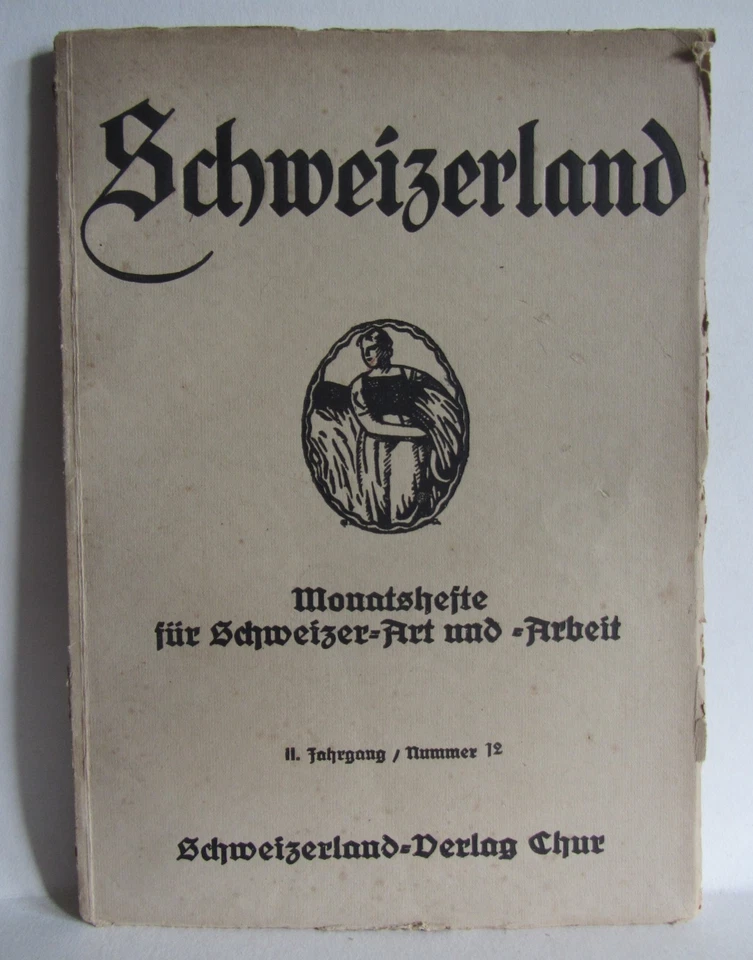 Schweizerland
Monatshefte
für Schweizer=Art und =Arbeit
II. Jahrgang / Nummer 12
Schweizerland=Verlag Chur